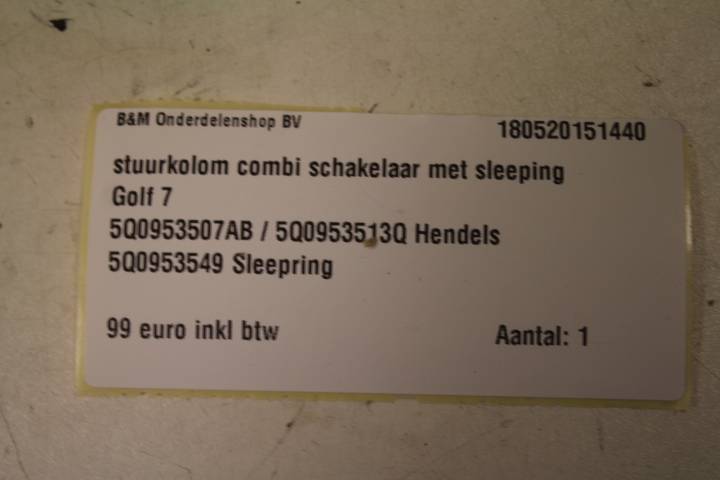 B&M Onderdelenshop BV 180520151440
stuurkolom combi schakelaar met sleeping
Golf 7
5Q0953507AB / 5Q0953513Q Hendels
5Q0953549 Sleepring
99 euro inkl btw Aantal: 1